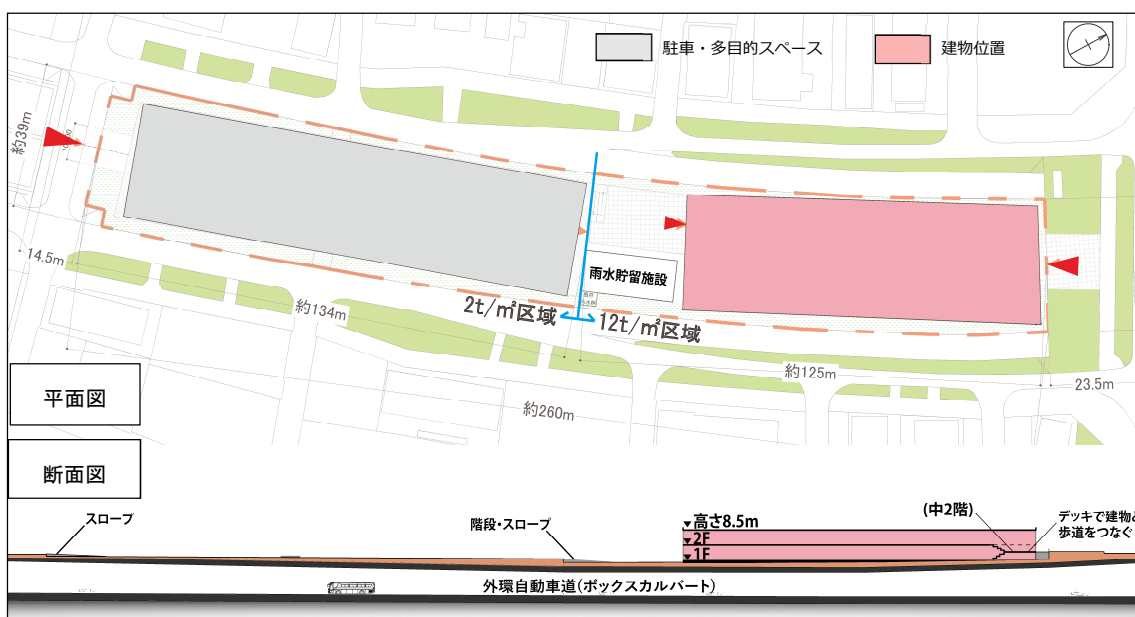 駐車・多目的スペース
建物位置
約39m
14.5m
約134m
雨水貯留施設
2t/㎡区域
12t/㎡区域
約125m
23.5m
約260m
平面図
断面図
スロープ
階段・スロープ
▼高さ8.5m
▼2F
▼1F
(中2階)
デッキで建物と
歩道をつなぐ
外環自動車道(ボックスカルバート)